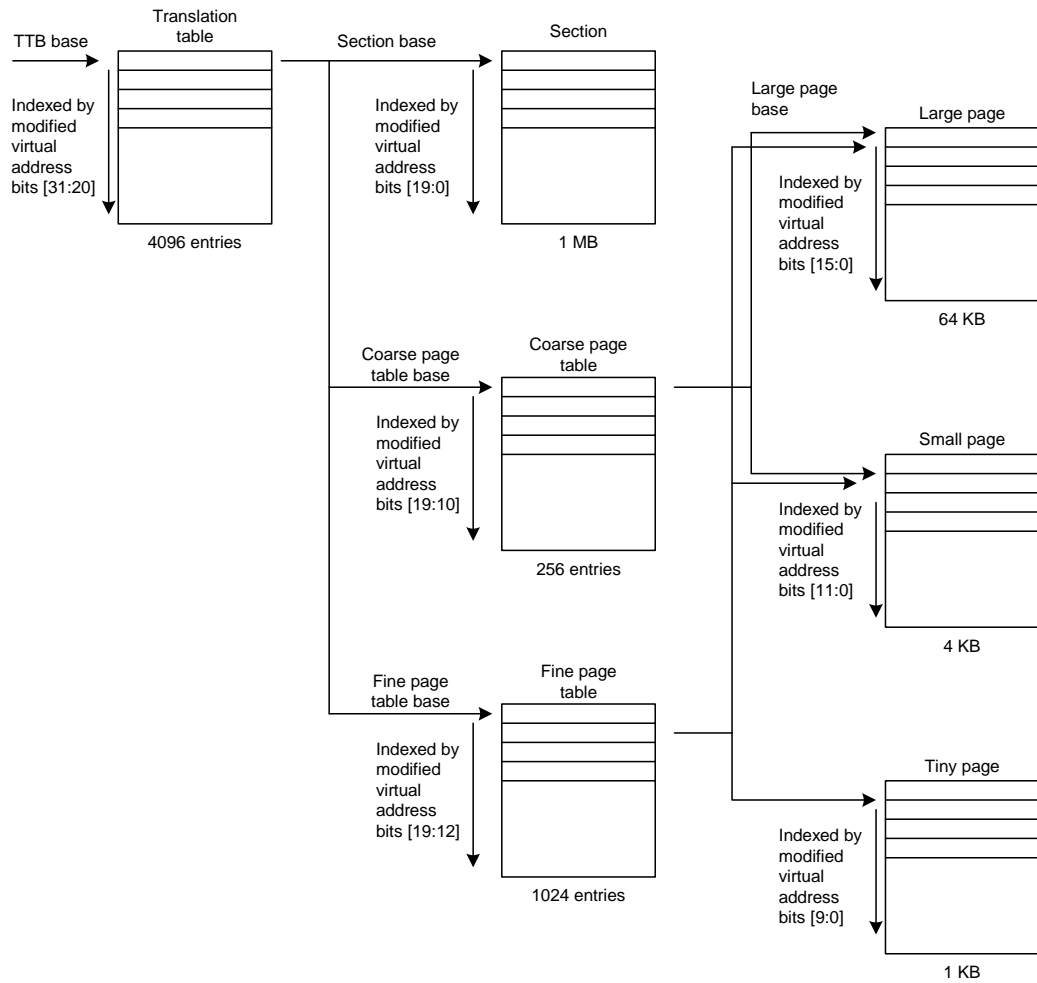 TTB base
Translation
table
Indexed by
modified
virtual
address
bits [31:20]
4096 entries
Section base
Section
Indexed by
modified
virtual
address
bits [19:0]
1 MB
Coarse page
table base
Coarse page
table
Indexed by
modified
virtual
address
bits [19:10]
256 entries
Fine page
table base
Fine page
table
Indexed by
modified
virtual
address
bits [19:12]
1024 entries
Large page
base
Large page
Indexed by
modified
virtual
address
bits [15:0]
64 KB
Small page
Indexed by
modified
virtual
address
bits [11:0]
4 KB
Tiny page
Indexed by
modified
virtual
address
bits [9:0]
1 KB